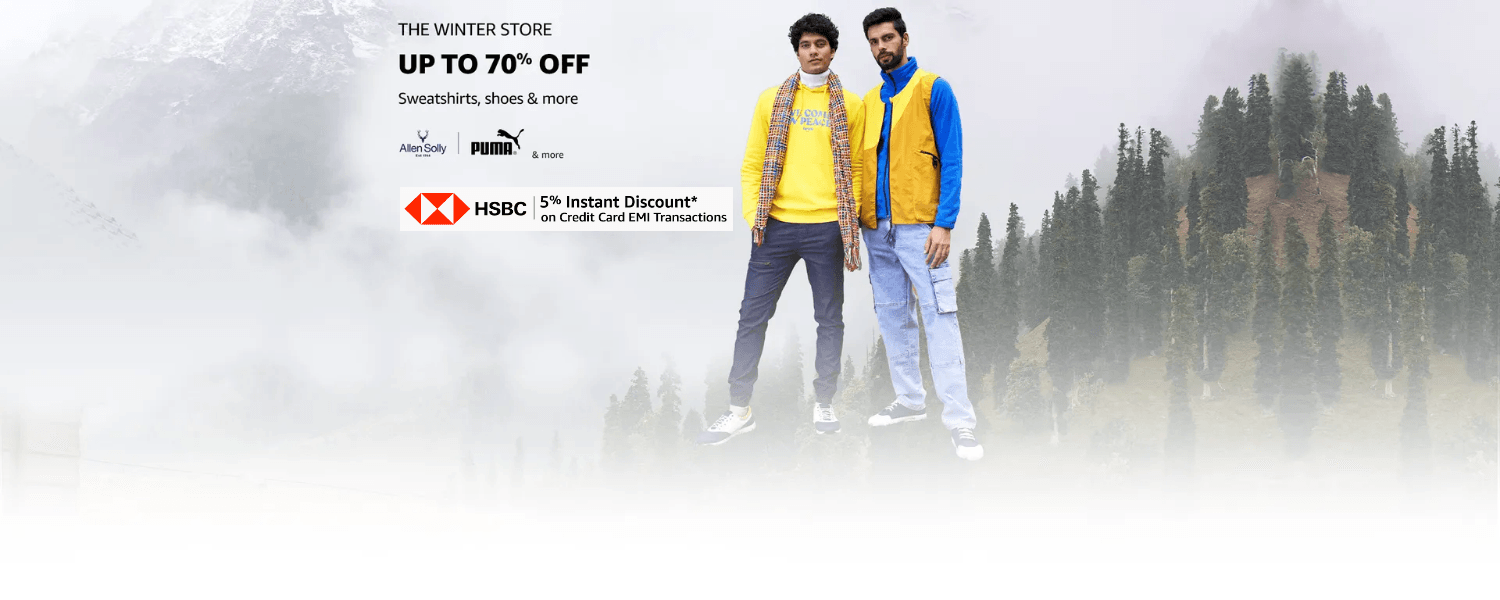 THE WINTER STORE
UP TO 70% OFF
Sweatshirts, shoes & more
Allen Solly
PUMA
& more
HSBC
5% Instant Discount*
on Credit Card EMI Transactions